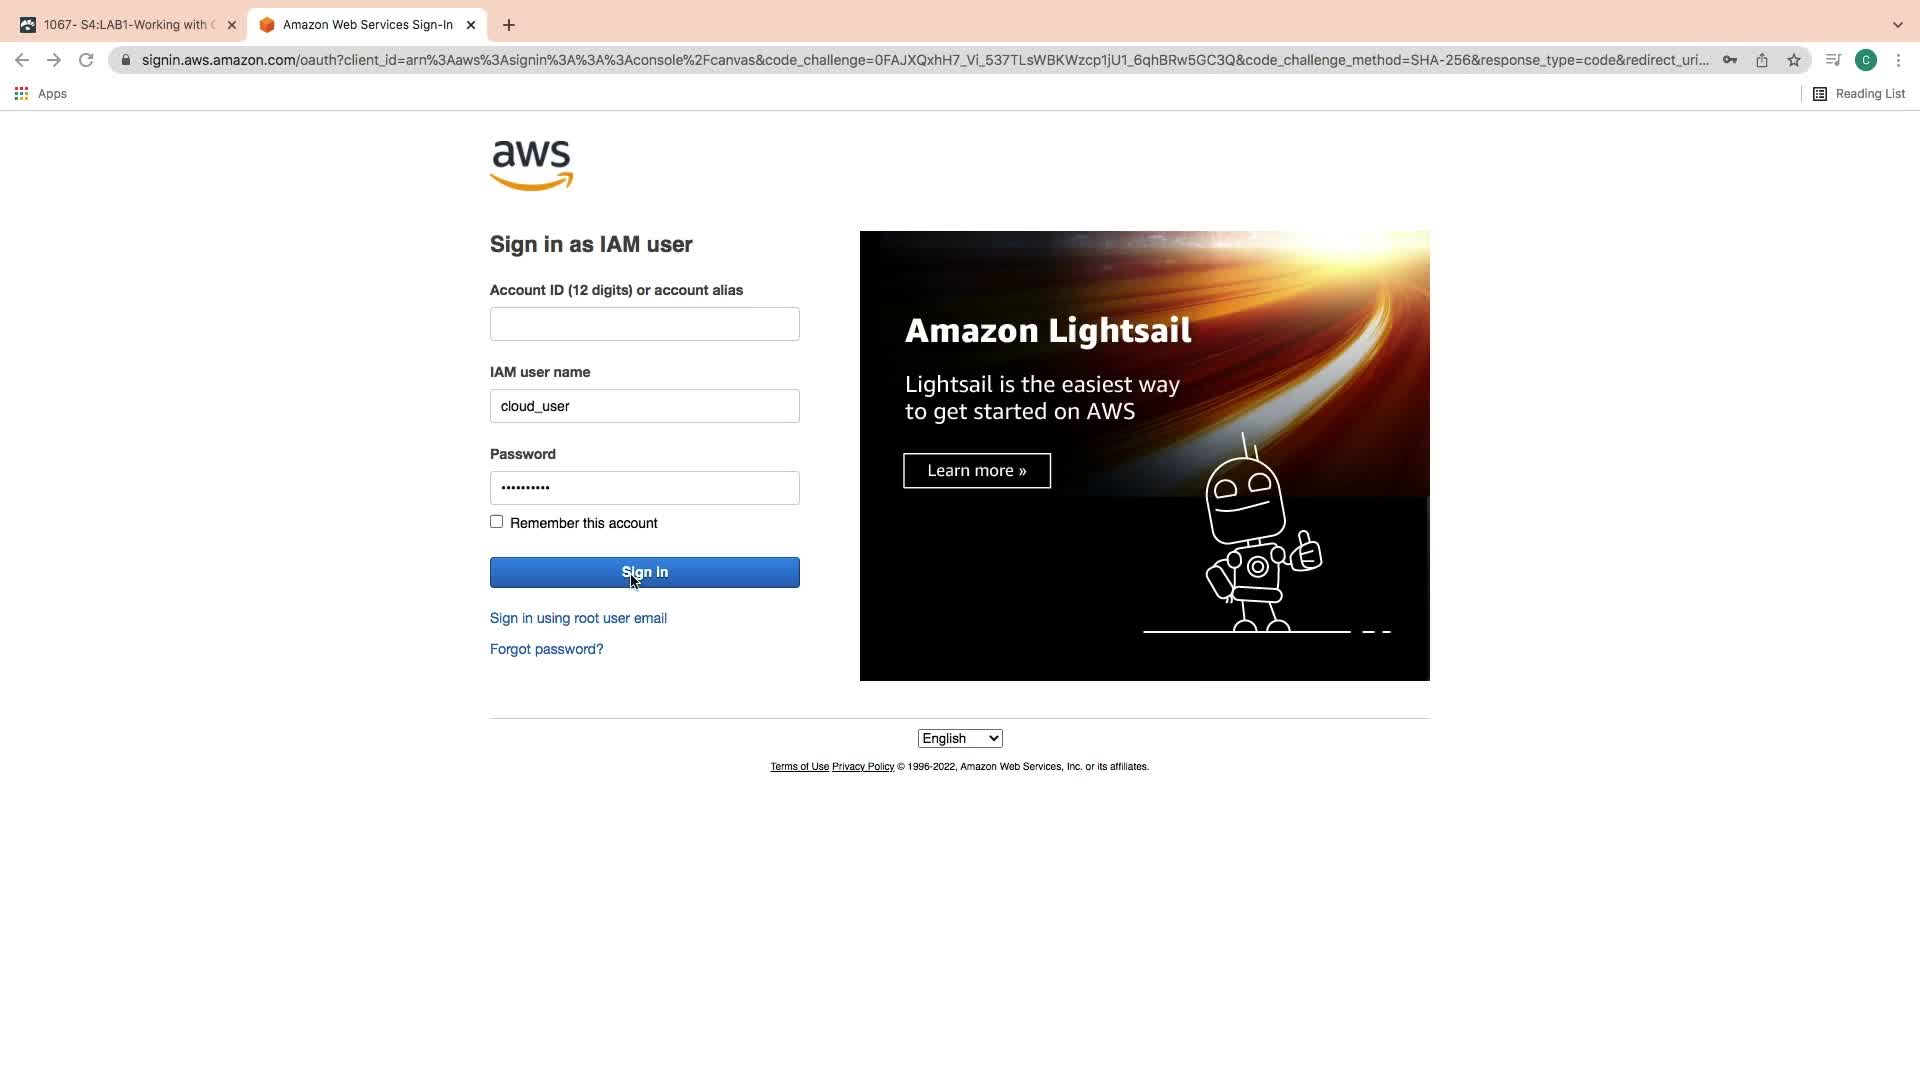 1067- S4:LAB1-Working with
Amazon Web Services Sign-In
signin.aws.amazon.com/oauth?client_id=arn%3Aaws%3Asignin%3A%3A%3Aconsole%2Fcanvas&code_challenge=0FAJXQxhH7_Vi_537TLsWBKWzcp1jU1_6qhBRw5GC3Q&code_challenge_method=SHA-256&response_type=code&redirect_uri...
C
Apps
Reading List
aws
Sign in as IAM user
Account ID (12 digits) or account alias
IAM user name
cloud_user
Password
••••••••••
Remember this account
Sign in
Sign in using root user email
Forgot password?
Amazon Lightsail
Lightsail is the easiest way
to get started on AWS
Learn more »
English
Terms of Use Privacy Policy © 1996-2022, Amazon Web Services, Inc. or its affiliates.